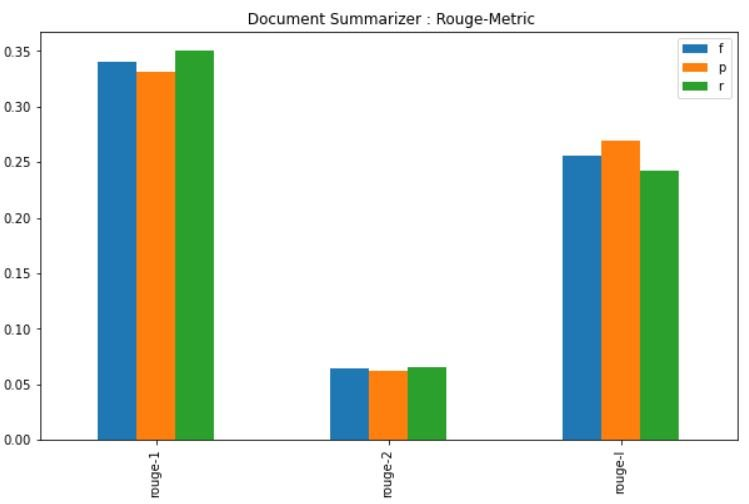 Document Summarizer : Rouge-Metric
f
p
r
0.35
0.30
0.25
0.20
0.15
0.10
0.05
0.00
rouge-1
rouge-2
rouge-l